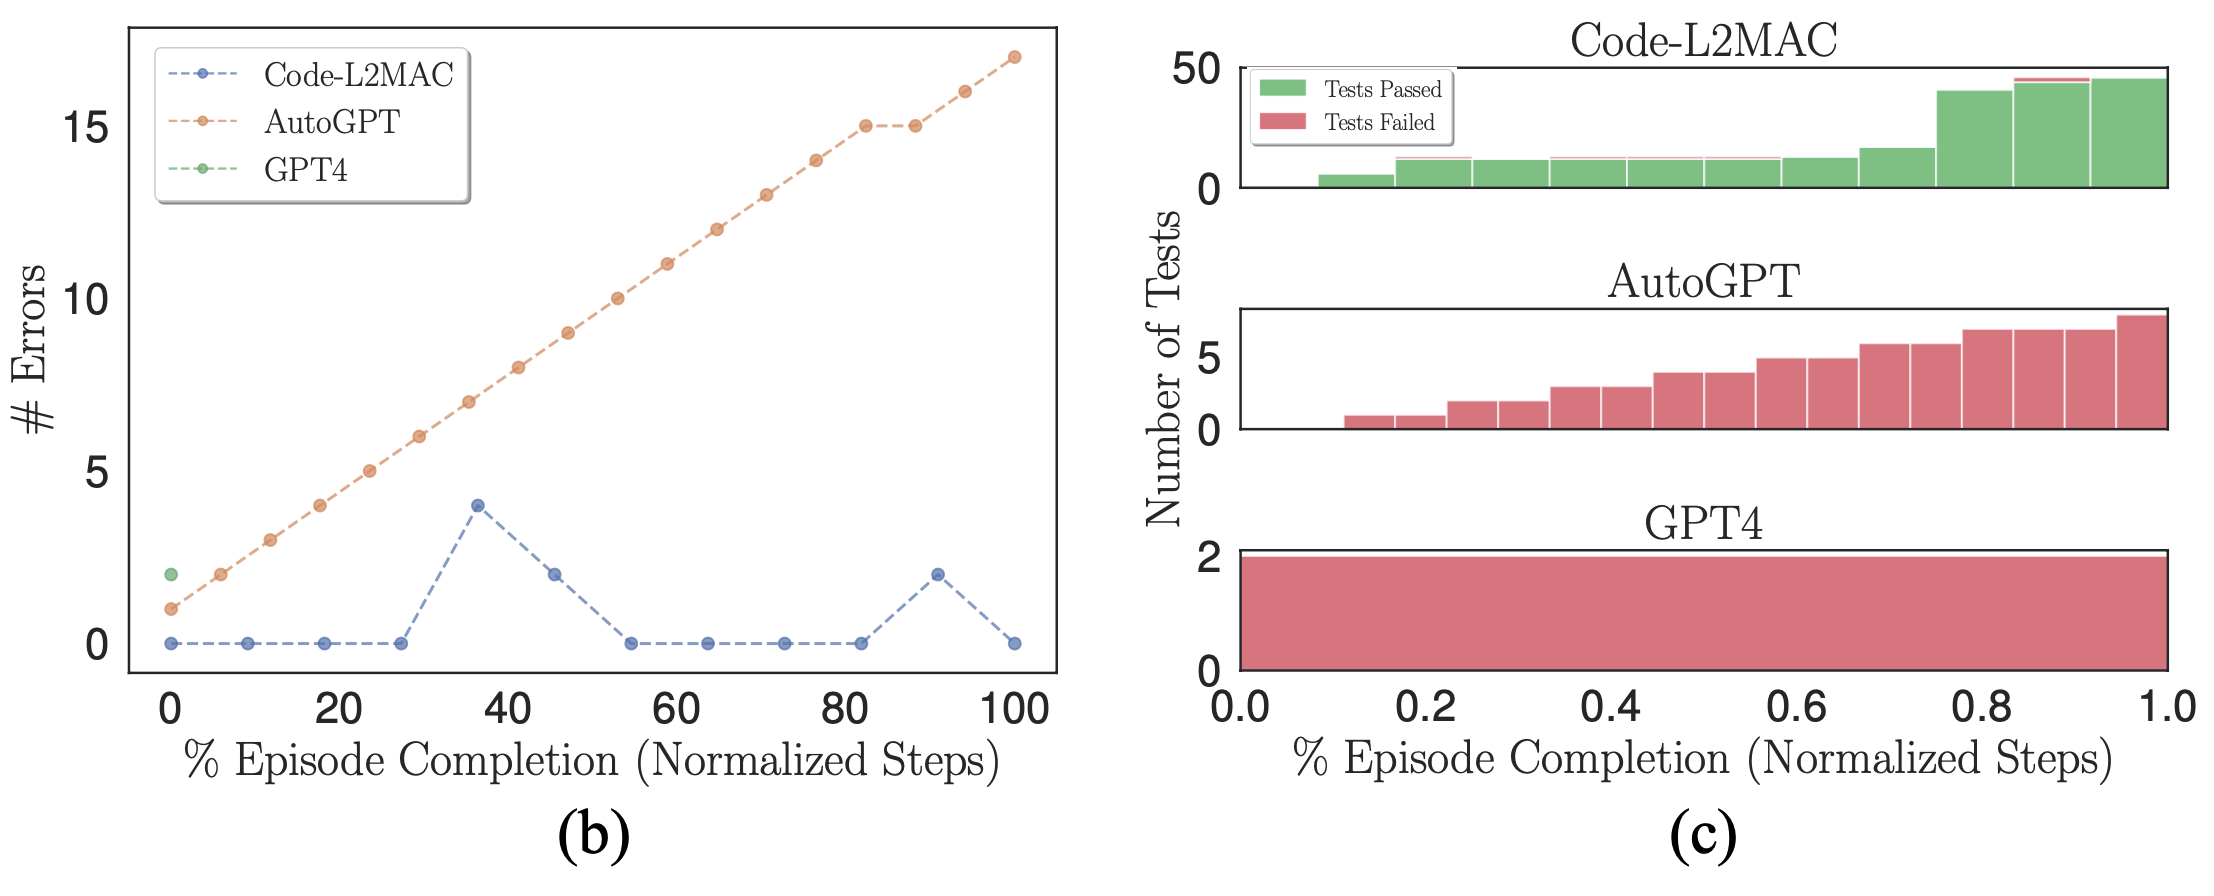 Code-L2MAC
AutoGPT
GPT4
15
10
5
0
# Errors
0 20 40 60 80 100
% Episode Completion (Normalized Steps)
(b)
Code-L2MAC
50
0
Tests Passed
Tests Failed
Number of Tests
AutoGPT
5
0
GPT4
2
0
0.0 0.2 0.4 0.6 0.8 1.0
% Episode Completion (Normalized Steps)
(c)